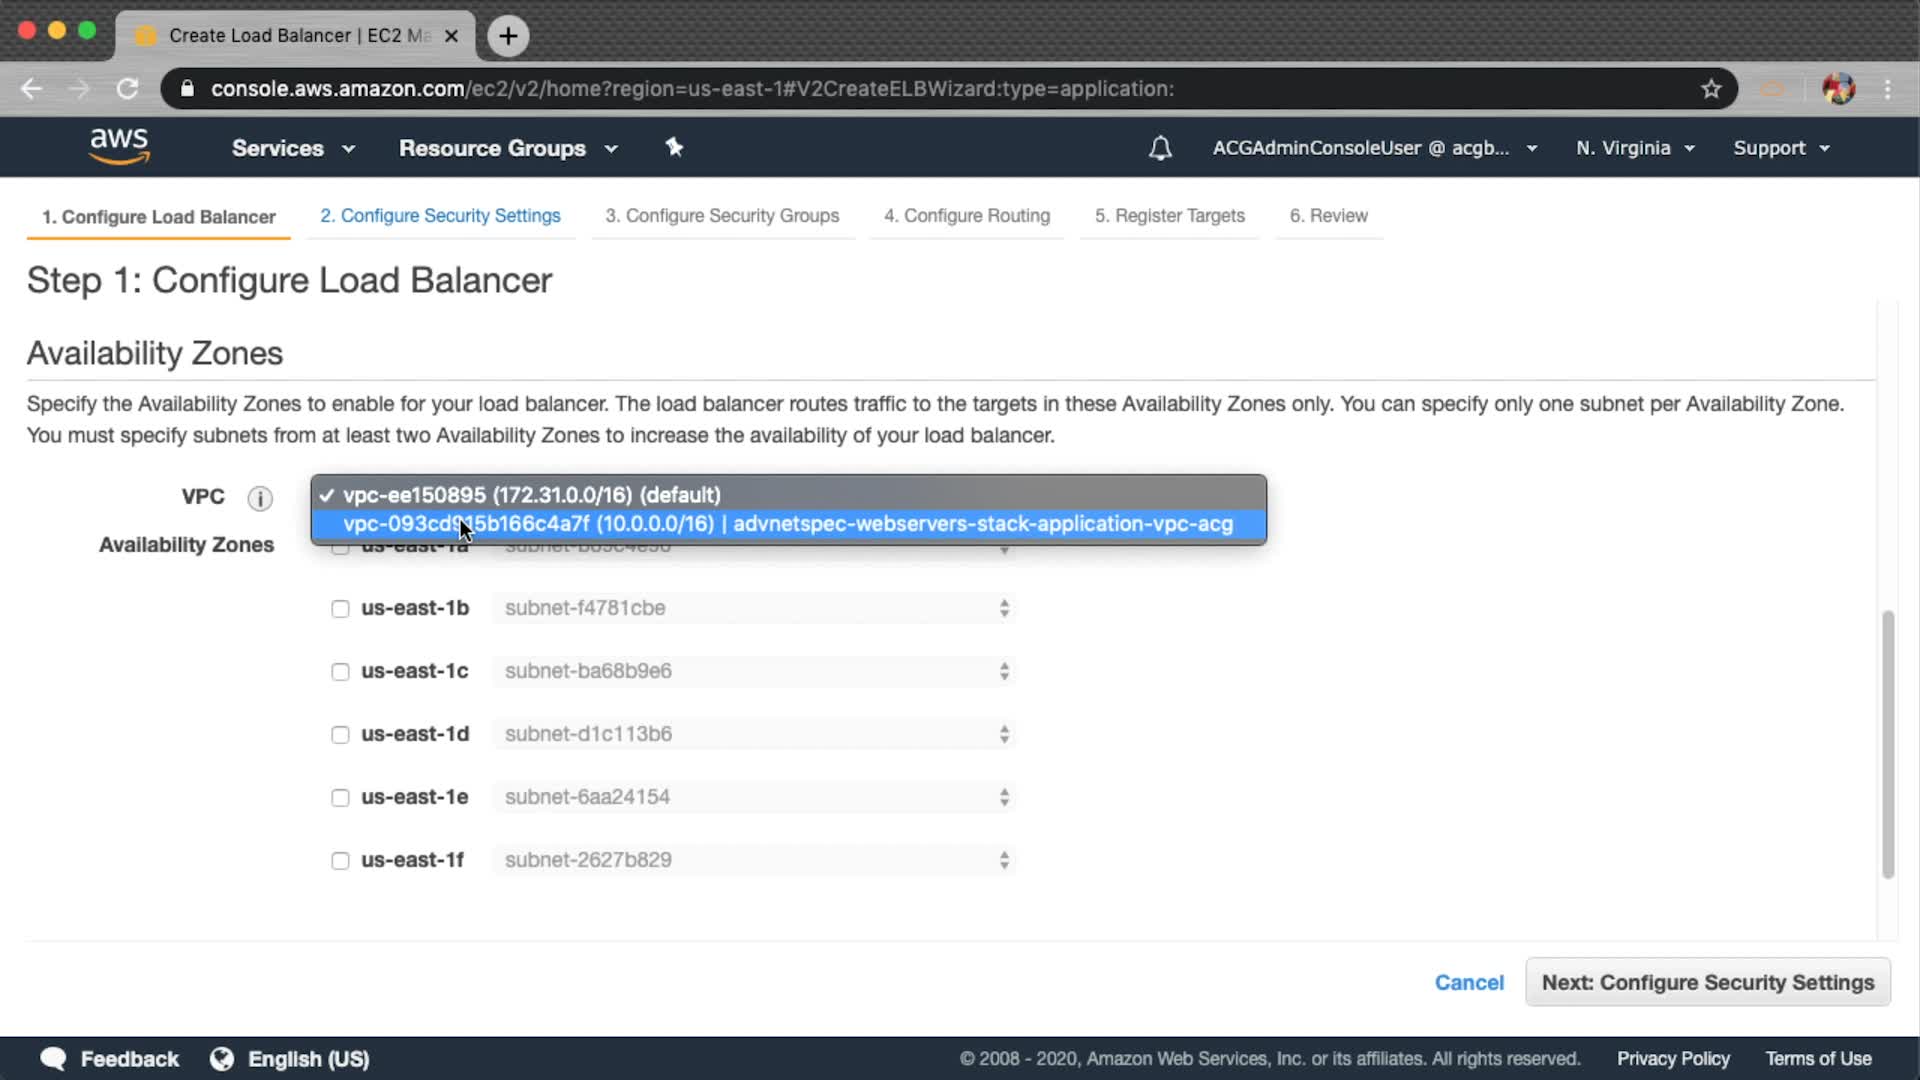 Create Load Balancer | EC2 Ma
console.aws.amazon.com/ec2/v2/home?region=us-east-1#V2CreateELBWizard:type=application:
aws
Services
Resource Groups
ACGAdminConsoleUser @ acgb...
N. Virginia
Support
1. Configure Load Balancer
2. Configure Security Settings
3. Configure Security Groups
4. Configure Routing
5. Register Targets
6. Review
Step 1: Configure Load Balancer
Availability Zones
Specify the Availability Zones to enable for your load balancer. The load balancer routes traffic to the targets in these Availability Zones only. You can specify only one subnet per Availability Zone.
You must specify subnets from at least two Availability Zones to increase the availability of your load balancer.
VPC
vpc-ee150895 (172.31.0.0/16) (default)
vpc-093cd915b166c4a7f (10.0.0.0/16) | advnetspec-webservers-stack-application-vpc-acg
Availability Zones
us-east-1a
us-east-1b
subnet-f4781cbe
us-east-1c
subnet-ba68b9e6
us-east-1d
subnet-d1c113b6
us-east-1e
subnet-6aa24154
us-east-1f
subnet-2627b829
Cancel
Next: Configure Security Settings
Feedback
English (US)
© 2008 - 2020, Amazon Web Services, Inc. or its affiliates. All rights reserved.
Privacy Policy
Terms of Use